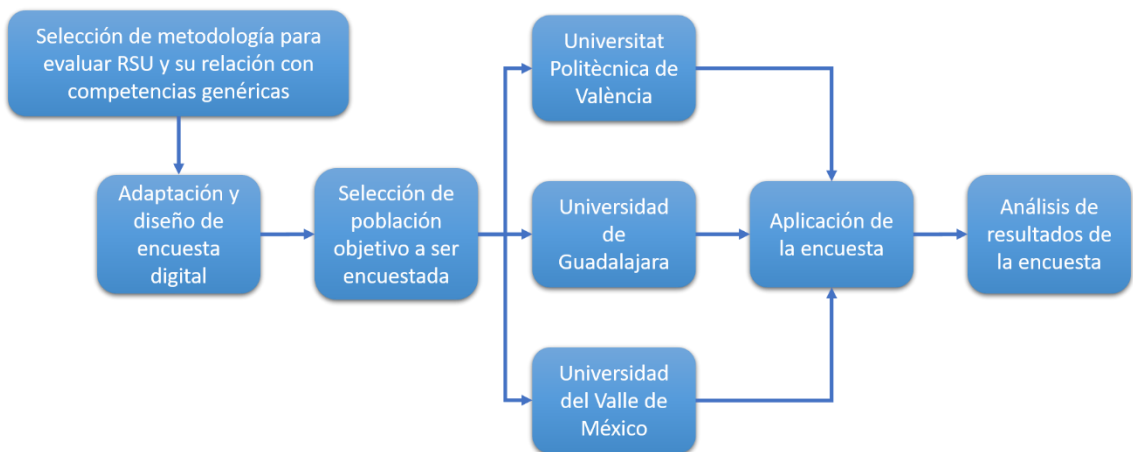 Selección de metodología para
evaluar RSU y su relación con
competencias genéricas
Adaptación y
diseño de
encuesta
digital
Selección de
población
objetivo a ser
encuestada
Universitat
Politècnica de
València
Universidad
de
Guadalajara
Universidad
del Valle de
México
Aplicación de
la encuesta
Análisis de
resultados de
la encuesta